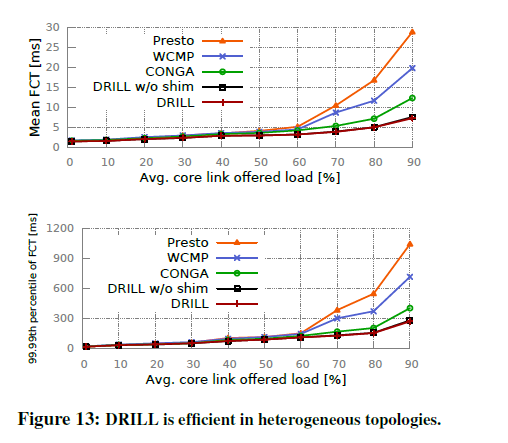 30
25
20
15
10
5
0
Mean FCT [ms]
Presto
WCMP
CONGA
DRILL w/o shim
DRILL
0 10 20 30 40 50 60 70 80 90
Avg. core link offered load [%]
1200
900
600
300
0
99.99th percentile of FCT [ms]
Presto
WCMP
CONGA
DRILL w/o shim
DRILL
0 10 20 30 40 50 60 70 80 90
Avg. core link offered load [%]
Figure 13: DRILL is efficient in heterogeneous topologies.